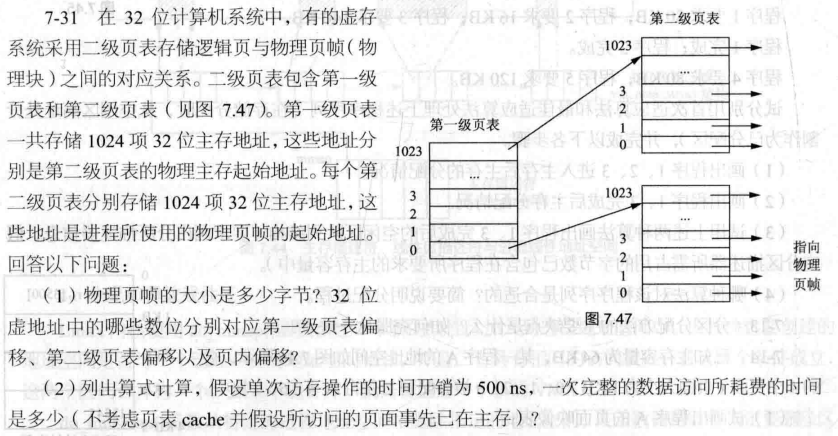 7-31 在 32 位计算机系统中,有的虚存
系统采用二级页表存储逻辑页与物理页帧(物
理块)之间的对应关系。二级页表包含第一级
页表和第二级页表(见图 7.47)。第一级页表
一共存储 1024 项 32 位主存地址,这些地址分
别是第二级页表的物理主存起始地址。每个第
二级页表分别存储 1024 项 32 位主存地址,这
些地址是进程所使用的物理页帧的起始地址。
回答以下问题:
(1)物理页帧的大小是多少字节?32 位
虚地址中的哪些数位分别对应第一级页表偏
移、第二级页表偏移以及页内偏移?
(2)列出算式计算,假设单次访存操作的时间开销为 500 ns,一次完整的数据访问所耗费的时间
是多少(不考虑页表 cache 并假设所访问的页面事先已在主存)?
第二级页表
1023
...
3
2
1
0
第一级页表
1023
3
2
1
0
1023
...
3
2
1
0
指向
物理
页帧
图 7.47